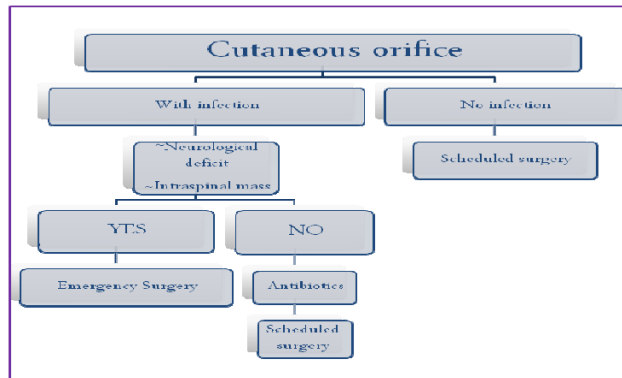 Cutaneous orifice
With infection
No infection
~Neurological
deficit
~Intraspinal mass
Scheduled surgery
YES
NO
Emergency Surgery
Antibiotics
Scheduled
surgery